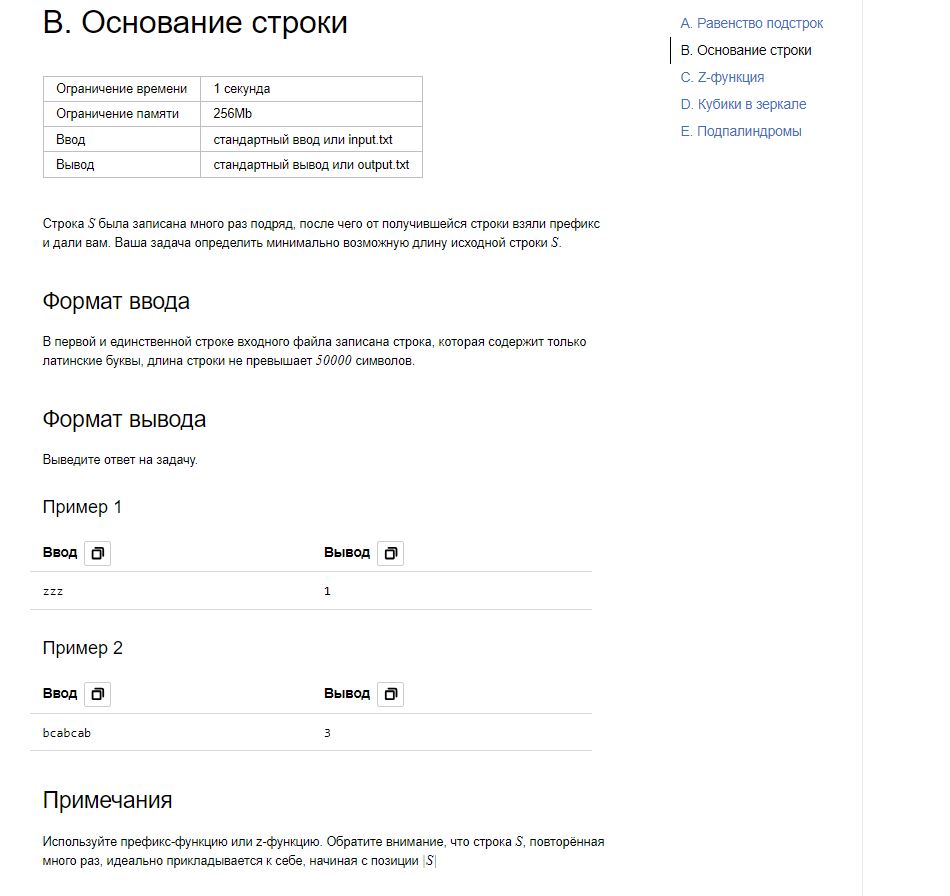 B. Основание строки
A. Равенство подстрок
B. Основание строки
C. Z-функция
D. Кубики в зеркале
E. Подпалиндромы
Ограничение времени 1 секунда
Ограничение памяти 256Mb
Ввод стандартный ввод или input.txt
Вывод стандартный вывод или output.txt
Строка S была записана много раз подряд, после чего от получившейся строки взяли префикс
и дали вам. Ваша задача определить минимально возможную длину исходной строки S.
Формат ввода
В первой и единственной строке входного файла записана строка, которая содержит только
латинские буквы, длина строки не превышает 50000 символов.
Формат вывода
Выведите ответ на задачу.
Пример 1
Ввод Вывод
zzz 1
Пример 2
Ввод Вывод
bcabcab 3
Примечания
Используйте префикс-функцию или z-функцию. Обратите внимание, что строка S, повторённая
много раз, идеально прикладывается к себе, начиная с позиции |S|